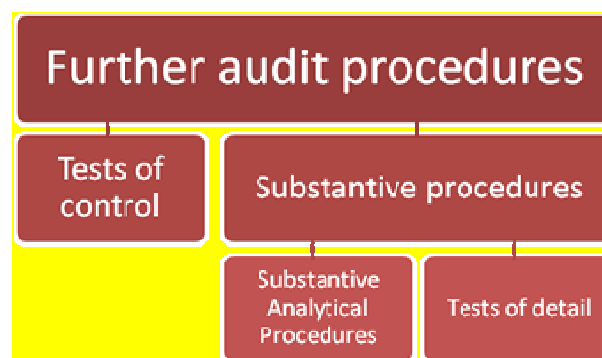 Further audit procedures
Tests of
control
Substantive procedures
Substantive
Analytical
Procedures
Tests of detail